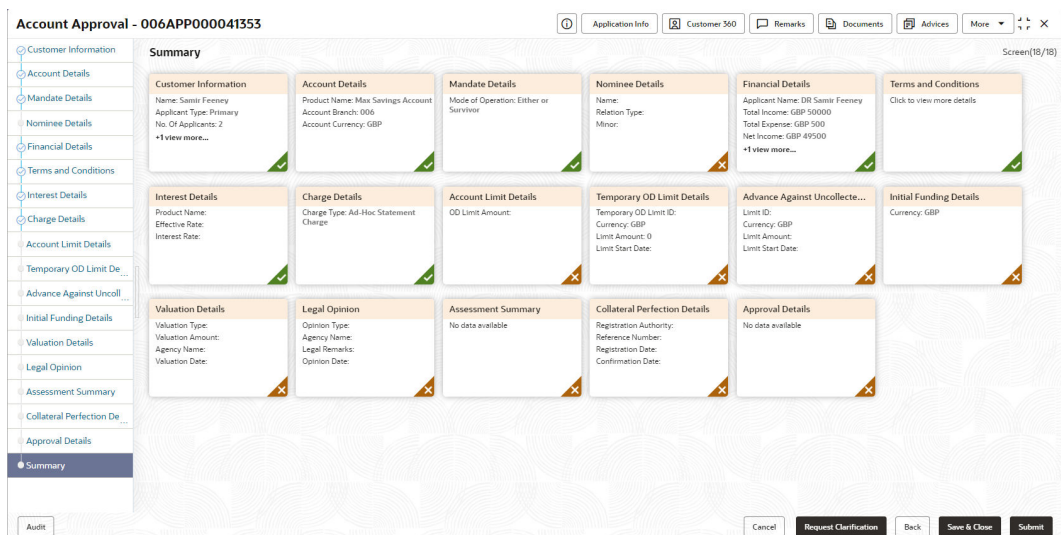 Account Approval - 006APP000041353
Application Info
Customer 360
Remarks
Documents
Advices
More
Customer Information
Account Details
Mandate Details
Nominee Details
Financial Details
Terms and Conditions
Interest Details
Charge Details
Account Limit Details
Temporary OD Limit De...
Advance Against Uncoll...
Initial Funding Details
Valuation Details
Legal Opinion
Assessment Summary
Collateral Perfection De...
Approval Details
Summary
Summary
Screen(18/18)
Customer Information
Name: Samir Feeney
Applicant Type: Primary
No. Of Applicants: 2
+1 view more...
Account Details
Product Name: Max Savings Account
Account Branch: 006
Account Currency: GBP
Mandate Details
Mode of Operation: Either or
Survivor
Nominee Details
Name:
Relation Type:
Minor:
Financial Details
Applicant Name: DR Samir Feeney
Total Income: GBP 50000
Total Expense: GBP 500
Net Income: GBP 49500
+1 view more...
Terms and Conditions
Click to view more details
Interest Details
Product Name:
Effective Rate:
Interest Rate:
Charge Details
Charge Type: Ad-Hoc Statement
Charge
Account Limit Details
OD Limit Amount:
Temporary OD Limit Details
Temporary OD Limit ID:
Currency: GBP
Limit Amount: 0
Limit Start Date:
Advance Against Uncollecte...
Limit ID:
Currency: GBP
Limit Amount:
Limit Start Date:
Initial Funding Details
Currency: GBP
Valuation Details
Valuation Type:
Valuation Amount:
Agency Name:
Valuation Date:
Legal Opinion
Opinion Type:
Agency Name:
Legal Remarks:
Opinion Date:
Assessment Summary
No data available
Collateral Perfection Details
Registration Authority:
Reference Number:
Registration Date:
Confirmation Date:
Approval Details
No data available
Audit
Cancel
Request Clarification
Back
Save & Close
Submit